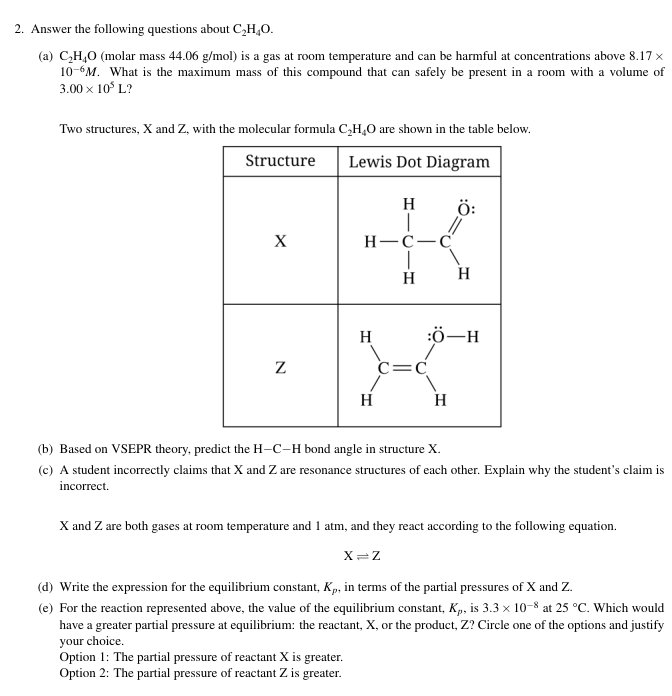 2. Answer the following questions about C₂H₄O.
(a) C₂H₄O (molar mass 44.06 g/mol) is a gas at room temperature and can be harmful at concentrations above 8.17 ×
10⁻⁶M. What is the maximum mass of this compound that can safely be present in a room with a volume of
3.00 × 10⁵ L?
Two structures, X and Z, with the molecular formula C₂H₄O are shown in the table below.
Structure Lewis Dot Diagram
H Ö:
X H—C—C
H H
H :Ö—H
Z C=C
H H
(b) Based on VSEPR theory, predict the H−C−H bond angle in structure X.
(c) A student incorrectly claims that X and Z are resonance structures of each other. Explain why the student's claim is
incorrect.
X and Z are both gases at room temperature and 1 atm, and they react according to the following equation.
X ⇌ Z
(d) Write the expression for the equilibrium constant, Kₚ, in terms of the partial pressures of X and Z.
(e) For the reaction represented above, the value of the equilibrium constant, Kₚ, is 3.3 × 10⁻⁸ at 25 °C. Which would
have a greater partial pressure at equilibrium: the reactant, X, or the product, Z? Circle one of the options and justify
your choice.
Option 1: The partial pressure of reactant X is greater.
Option 2: The partial pressure of reactant Z is greater.